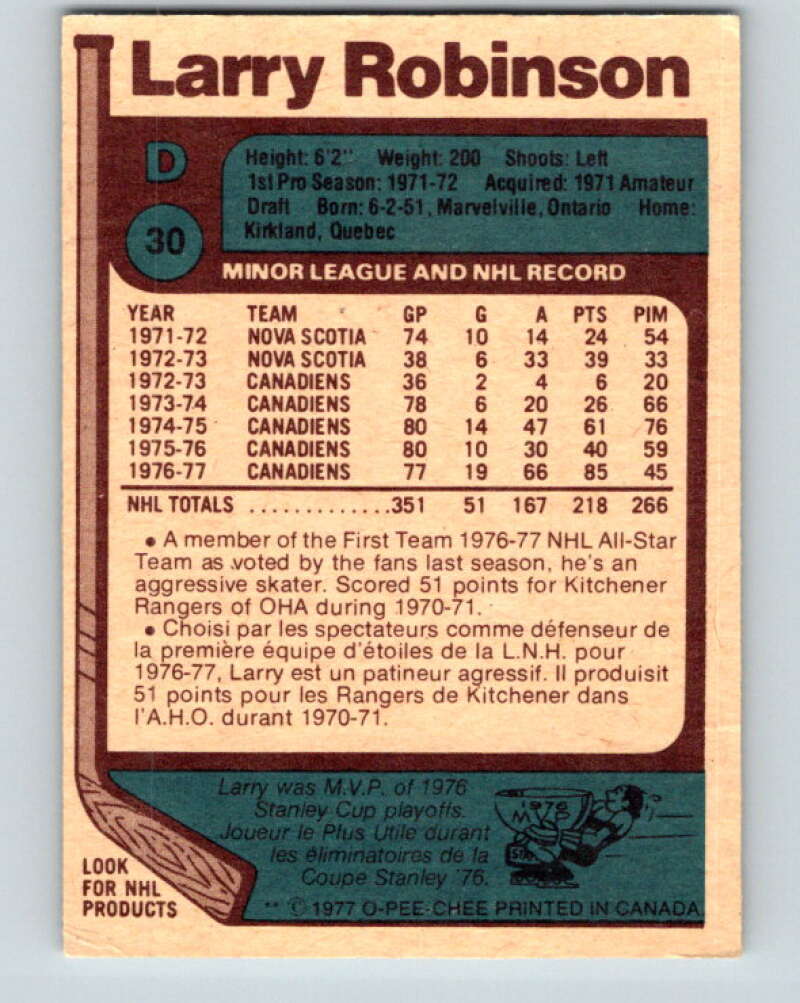 Larry Robinson
D
30
Height: 6'2" Weight: 200 Shoots: Left
1st Pro Season: 1971-72 Acquired: 1971 Amateur
Draft Born: 6-2-51, Marvelville, Ontario Home:
Kirkland, Quebec
MINOR LEAGUE AND NHL RECORD
YEAR TEAM GP G A PTS PIM
1971-72 NOVA SCOTIA 74 10 14 24 54
1972-73 NOVA SCOTIA 38 6 33 39 33
1972-73 CANADIENS 36 2 4 6 20
1973-74 CANADIENS 78 6 20 26 66
1974-75 CANADIENS 80 14 47 61 76
1975-76 CANADIENS 80 10 30 40 59
1976-77 CANADIENS 77 19 66 85 45
NHL TOTALS .............351 51 167 218 266
• A member of the First Team 1976-77 NHL All-Star
Team as voted by the fans last season, he's an
aggressive skater. Scored 51 points for Kitchener
Rangers of OHA during 1970-71.
• Choisi par les spectateurs comme défenseur de
la première équipe d'étoiles de la L.N.H. pour
1976-77, Larry est un patineur agressif. Il produisit
51 points pour les Rangers de Kitchener dans
l'A.H.O. durant 1970-71.
Larry was M.V.P. of 1976
Stanley Cup playoffs.
Joueur le Plus Utile durant
les éliminatoires dé la
Coupe Stanley '76.
1976
MVP
LOOK
FOR NHL
PRODUCTS
** © 1977 O-PEE-CHEE PRINTED IN CANADA